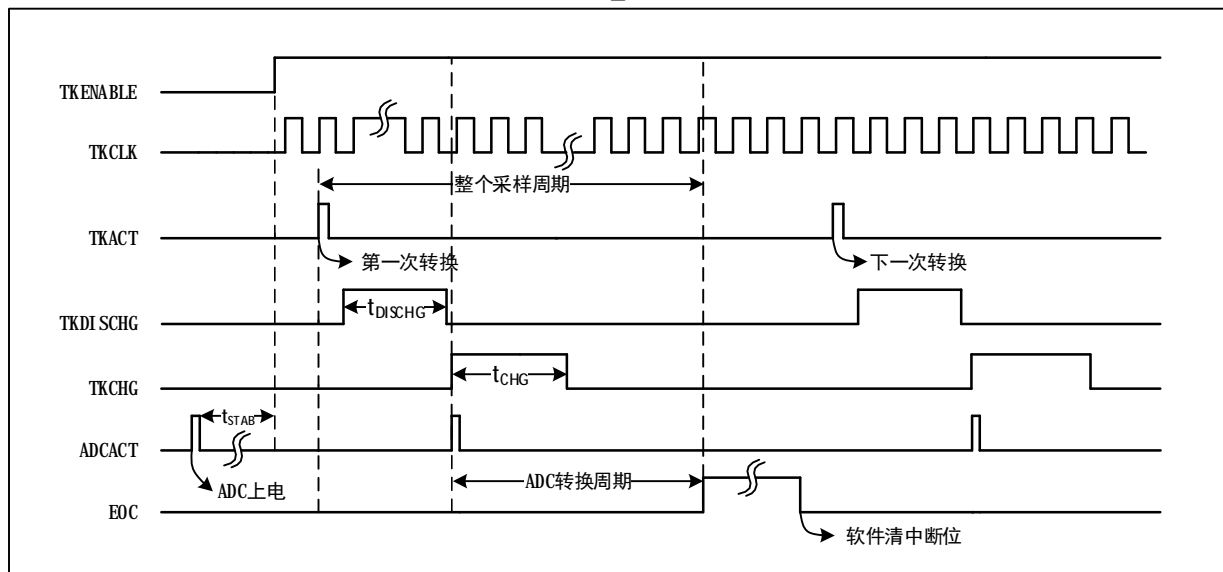 TKENABLE
TKCLK
整个采样周期
TKACT
第一次转换
下一次转换
TKDISCHG
tDISCHG
TKCHG
tCHG
tSTAB
ADCACT
ADC上电
ADC转换周期
EOC
软件清中断位